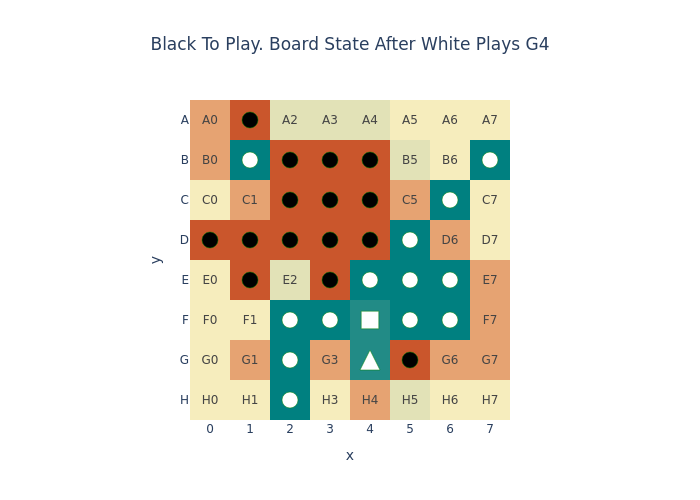 Black To Play. Board State After White Plays G4
A A0 A2 A3 A4 A5 A6 A7
B B0 B5 B6
C C0 C1 C5 C7
D D6 D7
y
E E0 E2 E7
F F0 F1 F7
G G0 G1 G3 G6 G7
H H0 H1 H3 H4 H5 H6 H7
0 1 2 3 4 5 6 7
x